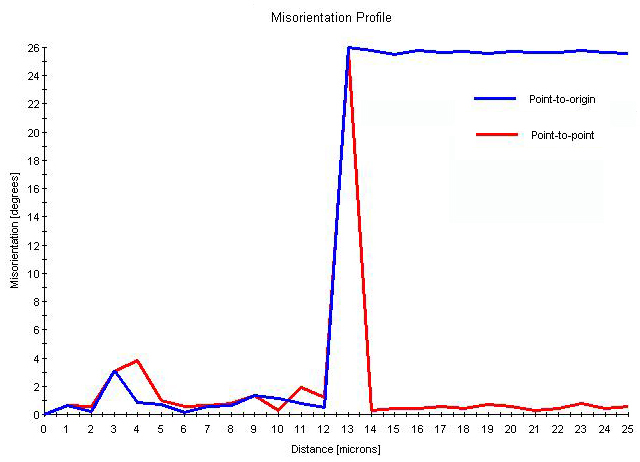 Misorientation Profile
26
24
22
20
18
16
14
12
10
8
6
4
2
0
Misorientation [degrees]
Point-to-origin
Point-to-point
0 1 2 3 4 5 6 7 8 9 10 11 12 13 14 15 16 17 18 19 20 21 22 23 24 25
Distance [microns]